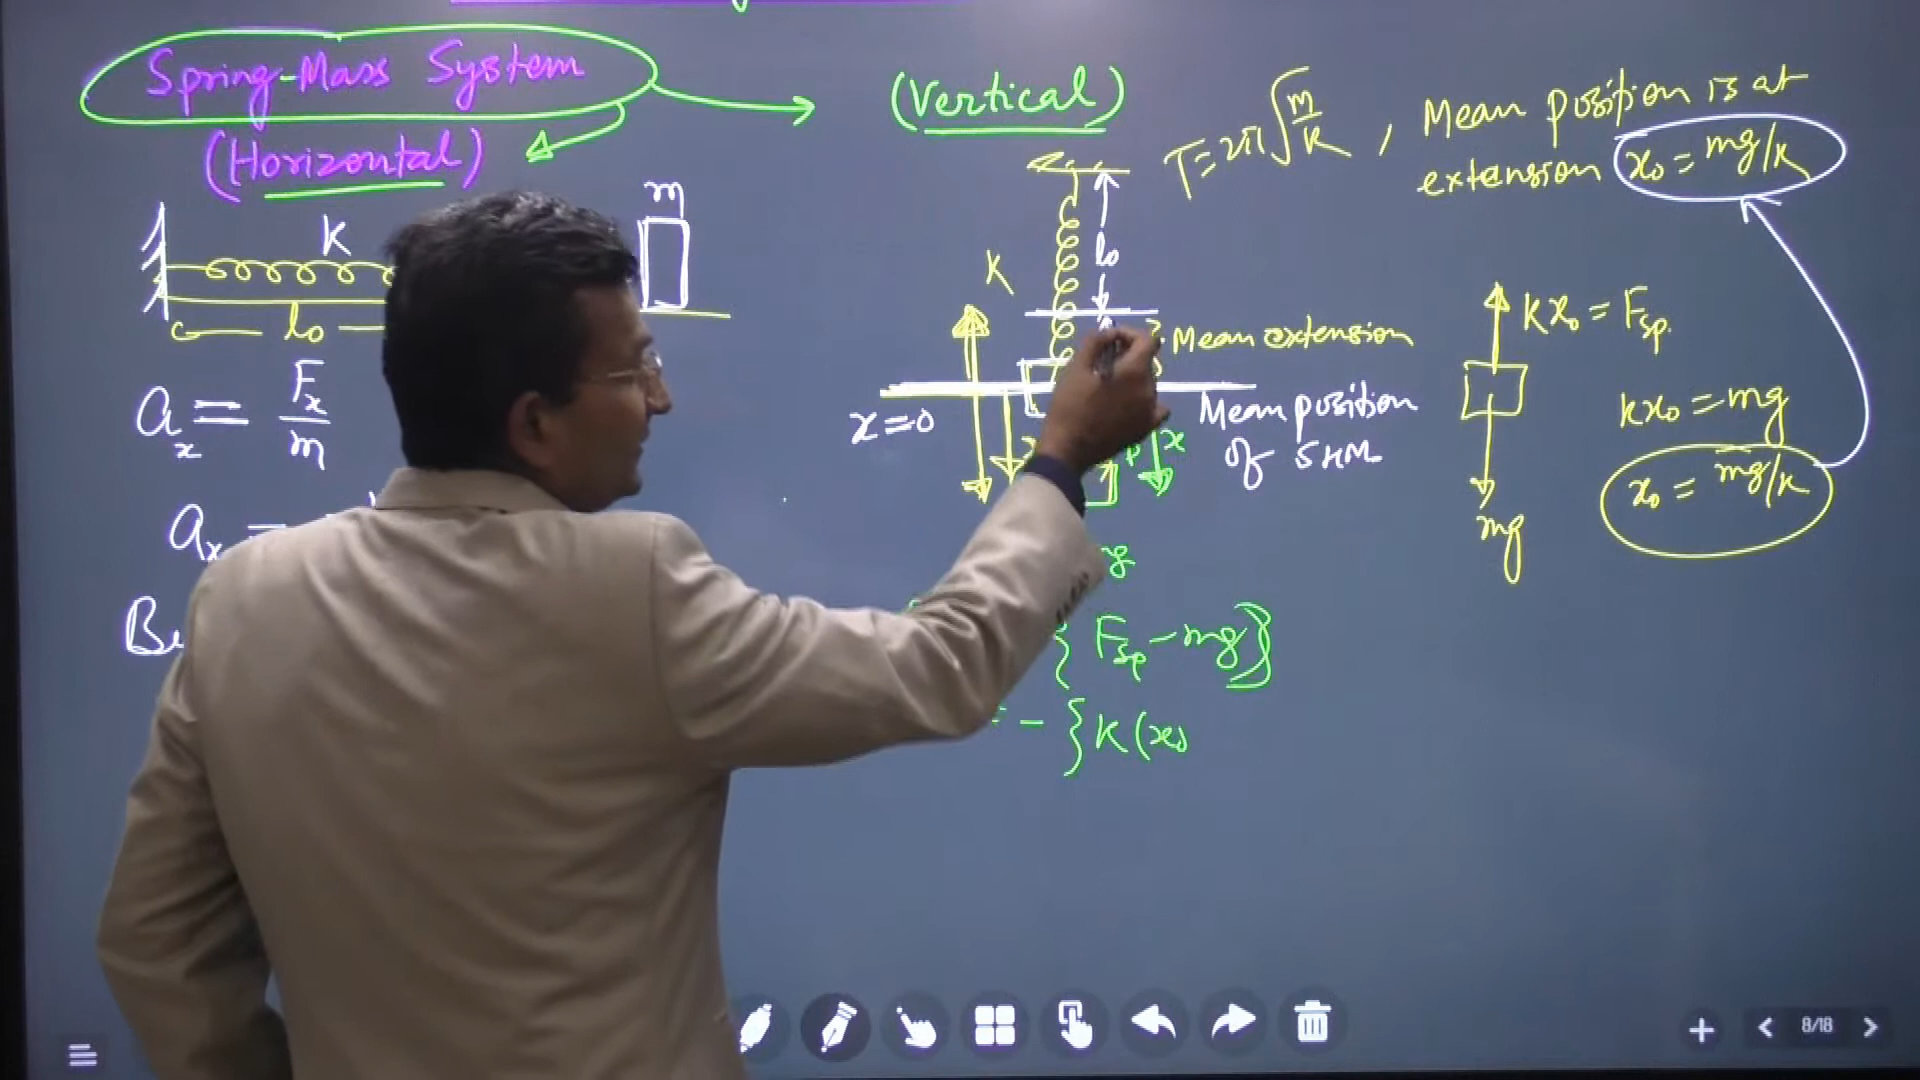 Spring-Mass System
(Horizontal)
K
m
l₀
aₓ = Fₓ/m
aₓ =
(Vertical)
T = 2π√(m/K) , Mean position is at
extension x₀ = mg/K
K
l₀
Mean extension
x=0
Mean position
of SHM
x
Kx₀ = Fsp.
mg
Kx₀ = mg
x₀ = mg/K
{ Fsp - mg }
= - { K(x₀
8/18